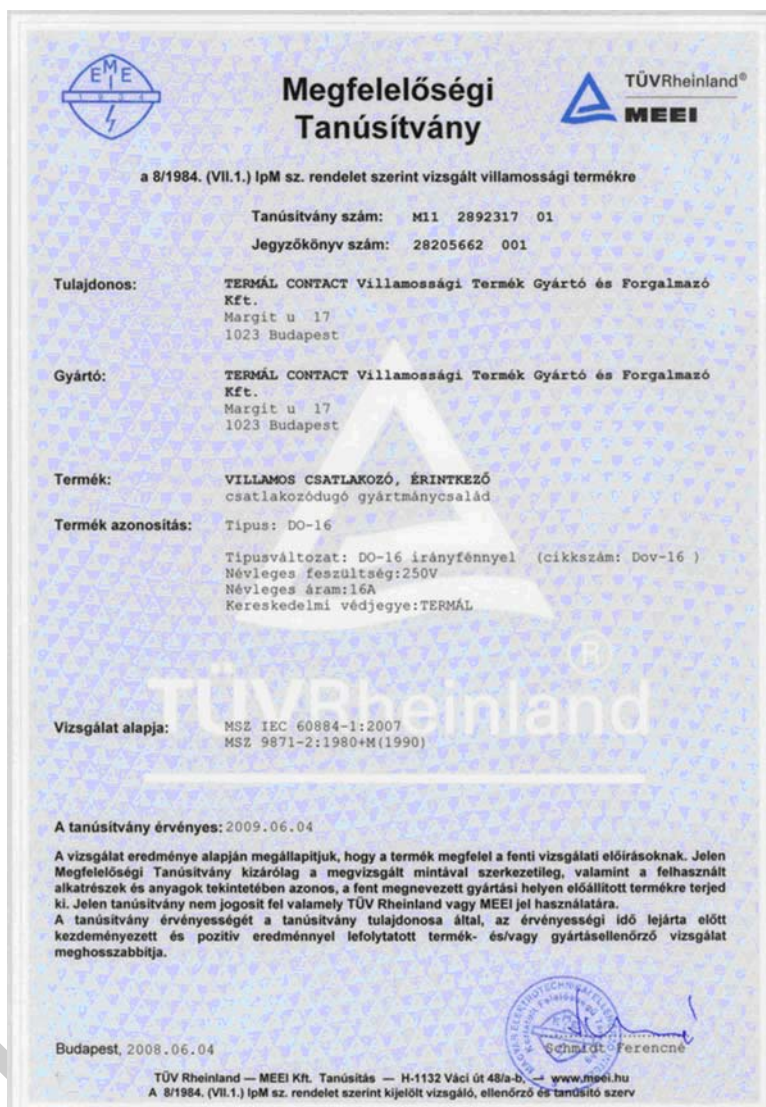 EME
1904
Megfelelőségi
Tanúsítvány
TÜVRheinland®
MEEI
a 8/1984. (VII.1.) IpM sz. rendelet szerint vizsgált villamossági termékre
Tanúsítvány szám: M11 2892317 01
Jegyzőkönyv szám: 28205662 001
Tulajdonos: TERMÁL CONTACT Villamossági Termék Gyártó és Forgalmazó
Kft.
Margit u 17
1023 Budapest
Gyártó: TERMÁL CONTACT Villamossági Termék Gyártó és Forgalmazó
Kft.
Margit u 17
1023 Budapest
Termék: VILLAMOS CSATLAKOZÓ, ÉRINTKEZŐ
csatlakozódugó gyártmánycsalád
Termék azonosítás: Tipus: DO-16
Tipusváltozat: DO-16 irányfénnyel (cikkszám: Dov-16 )
Névleges feszültség:250V
Névleges áram:16A
Kereskedelmi védjegye:TERMÁL
TÜVRheinland®
Vizsgálat alapja: MSZ IEC 60884-1:2007
MSZ 9871-2:1980+M(1990)
A tanúsítvány érvényes: 2009.06.04
A vizsgálat eredménye alapján megállapitjuk, hogy a termék megfelel a fenti vizsgálati előirásoknak. Jelen
Megfelelőségi Tanúsítvány kizárólag a megvizsgált mintával szerkezetileg, valamint a felhasznált
alkatrészek és anyagok tekintetében azonos, a fent megnevezett gyártási helyen előállított termékre terjed
ki. Jelen tanúsítvány nem jogosit fel valamely TÜV Rheinland vagy MEEI jel használatára.
A tanúsítvány érvényességét a tanúsítvány tulajdonosa által, az érvényességi idő lejárta előtt
kezdeményezett és pozitív eredménnyel lefolytatott termék- és/vagy gyártásellenőrző vizsgálat
meghosszabbítja.
Budapest, 2008.06.04
Schmidt Ferencné
TÜV Rheinland — MEEI Kft. Tanúsítás — H-1132 Váci út 48/a-b. — www.meei.hu
A 8/1984. (VII.1.) IpM sz. rendelet szerint kijelölt vizsgáló, ellenőrző és tanúsító szerv